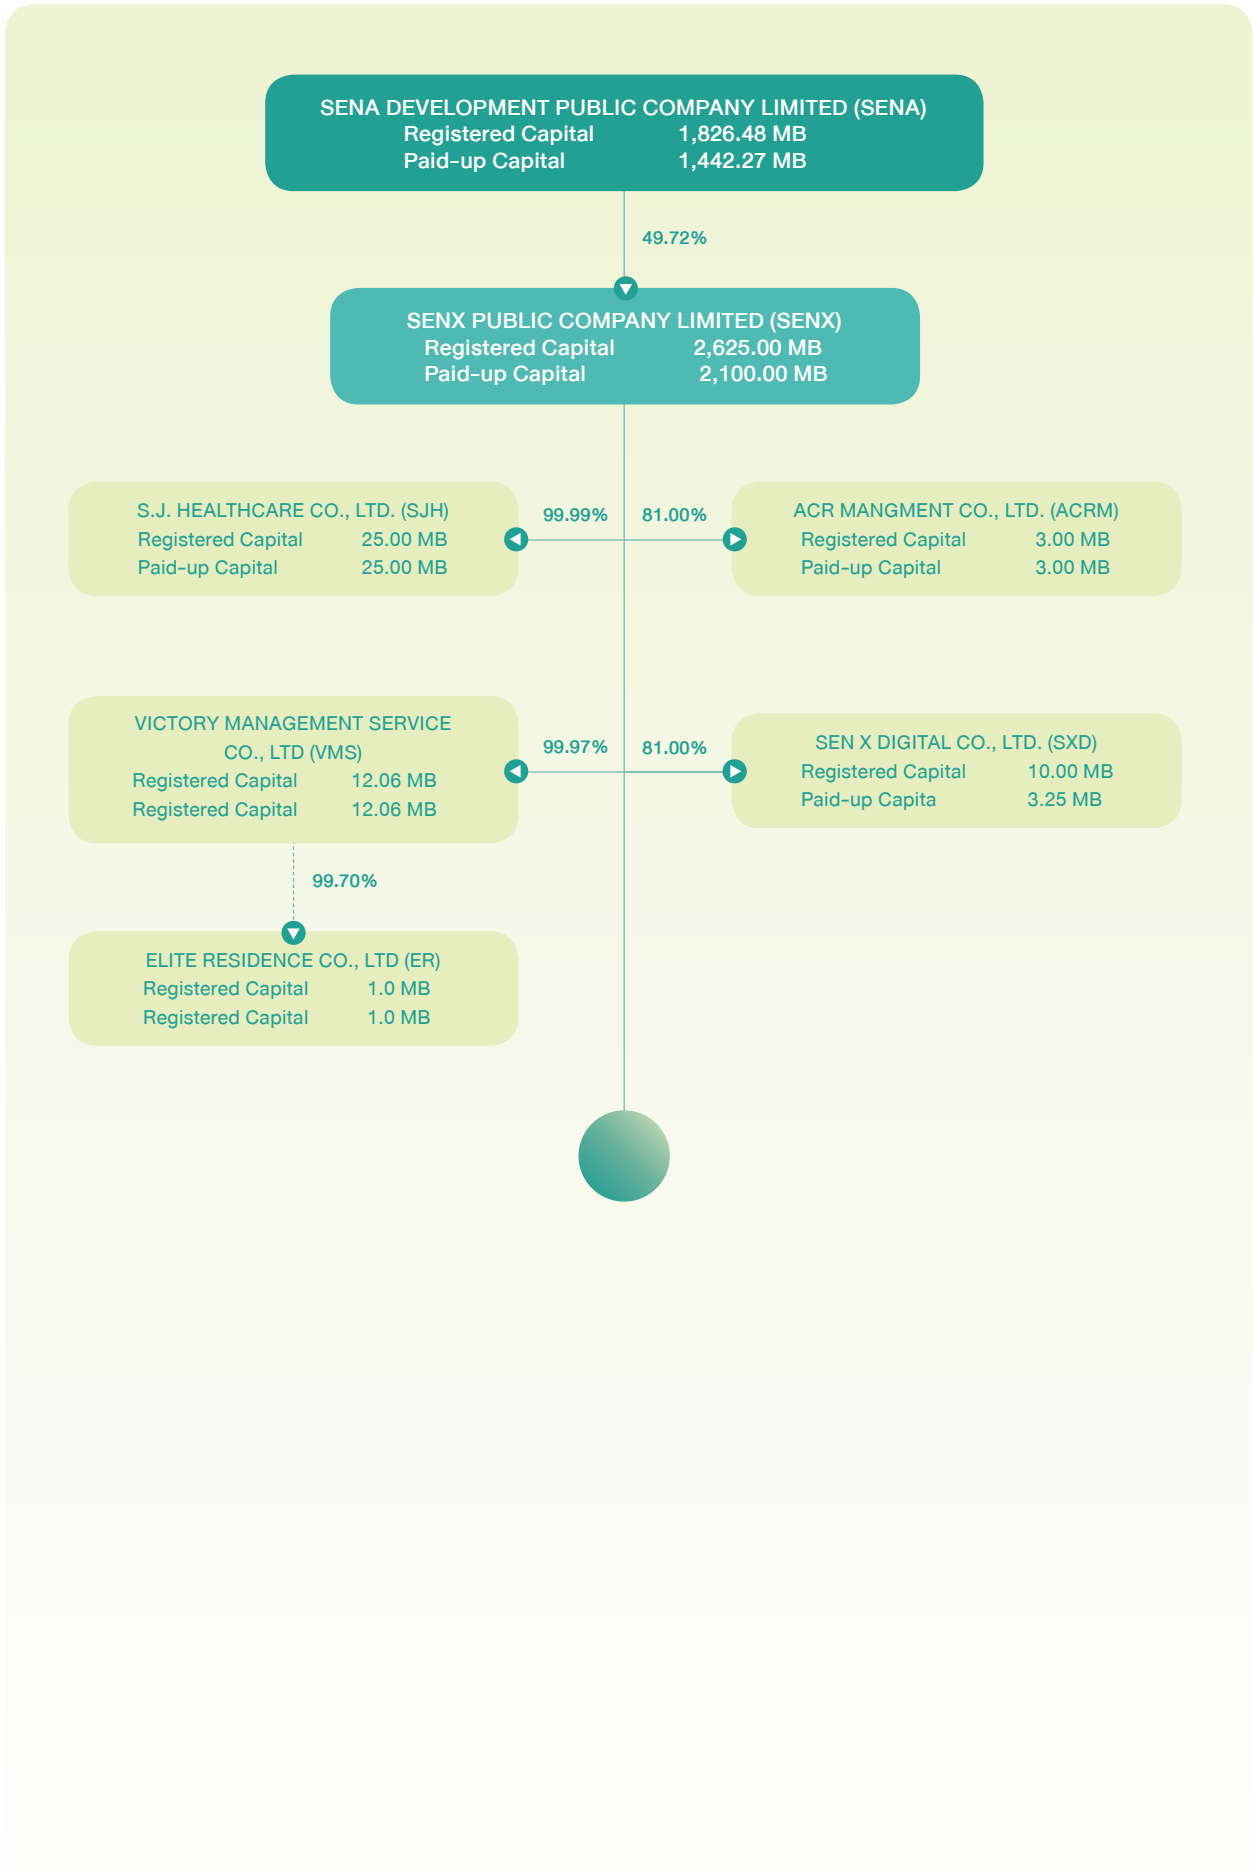 SENA DEVELOPMENT PUBLIC COMPANY LIMITED (SENA)
Registered Capital 1,826.48 MB
Paid-up Capital 1,442.27 MB
49.72%
SENX PUBLIC COMPANY LIMITED (SENX)
Registered Capital 2,625.00 MB
Paid-up Capital 2,100.00 MB
S.J. HEALTHCARE CO., LTD. (SJH)
Registered Capital 25.00 MB
Paid-up Capital 25.00 MB
99.99%
81.00%
ACR MANGMENT CO., LTD. (ACRM)
Registered Capital 3.00 MB
Paid-up Capital 3.00 MB
VICTORY MANAGEMENT SERVICE
CO., LTD (VMS)
Registered Capital 12.06 MB
Registered Capital 12.06 MB
99.97%
81.00%
SEN X DIGITAL CO., LTD. (SXD)
Registered Capital 10.00 MB
Paid-up Capita 3.25 MB
99.70%
ELITE RESIDENCE CO., LTD (ER)
Registered Capital 1.0 MB
Registered Capital 1.0 MB